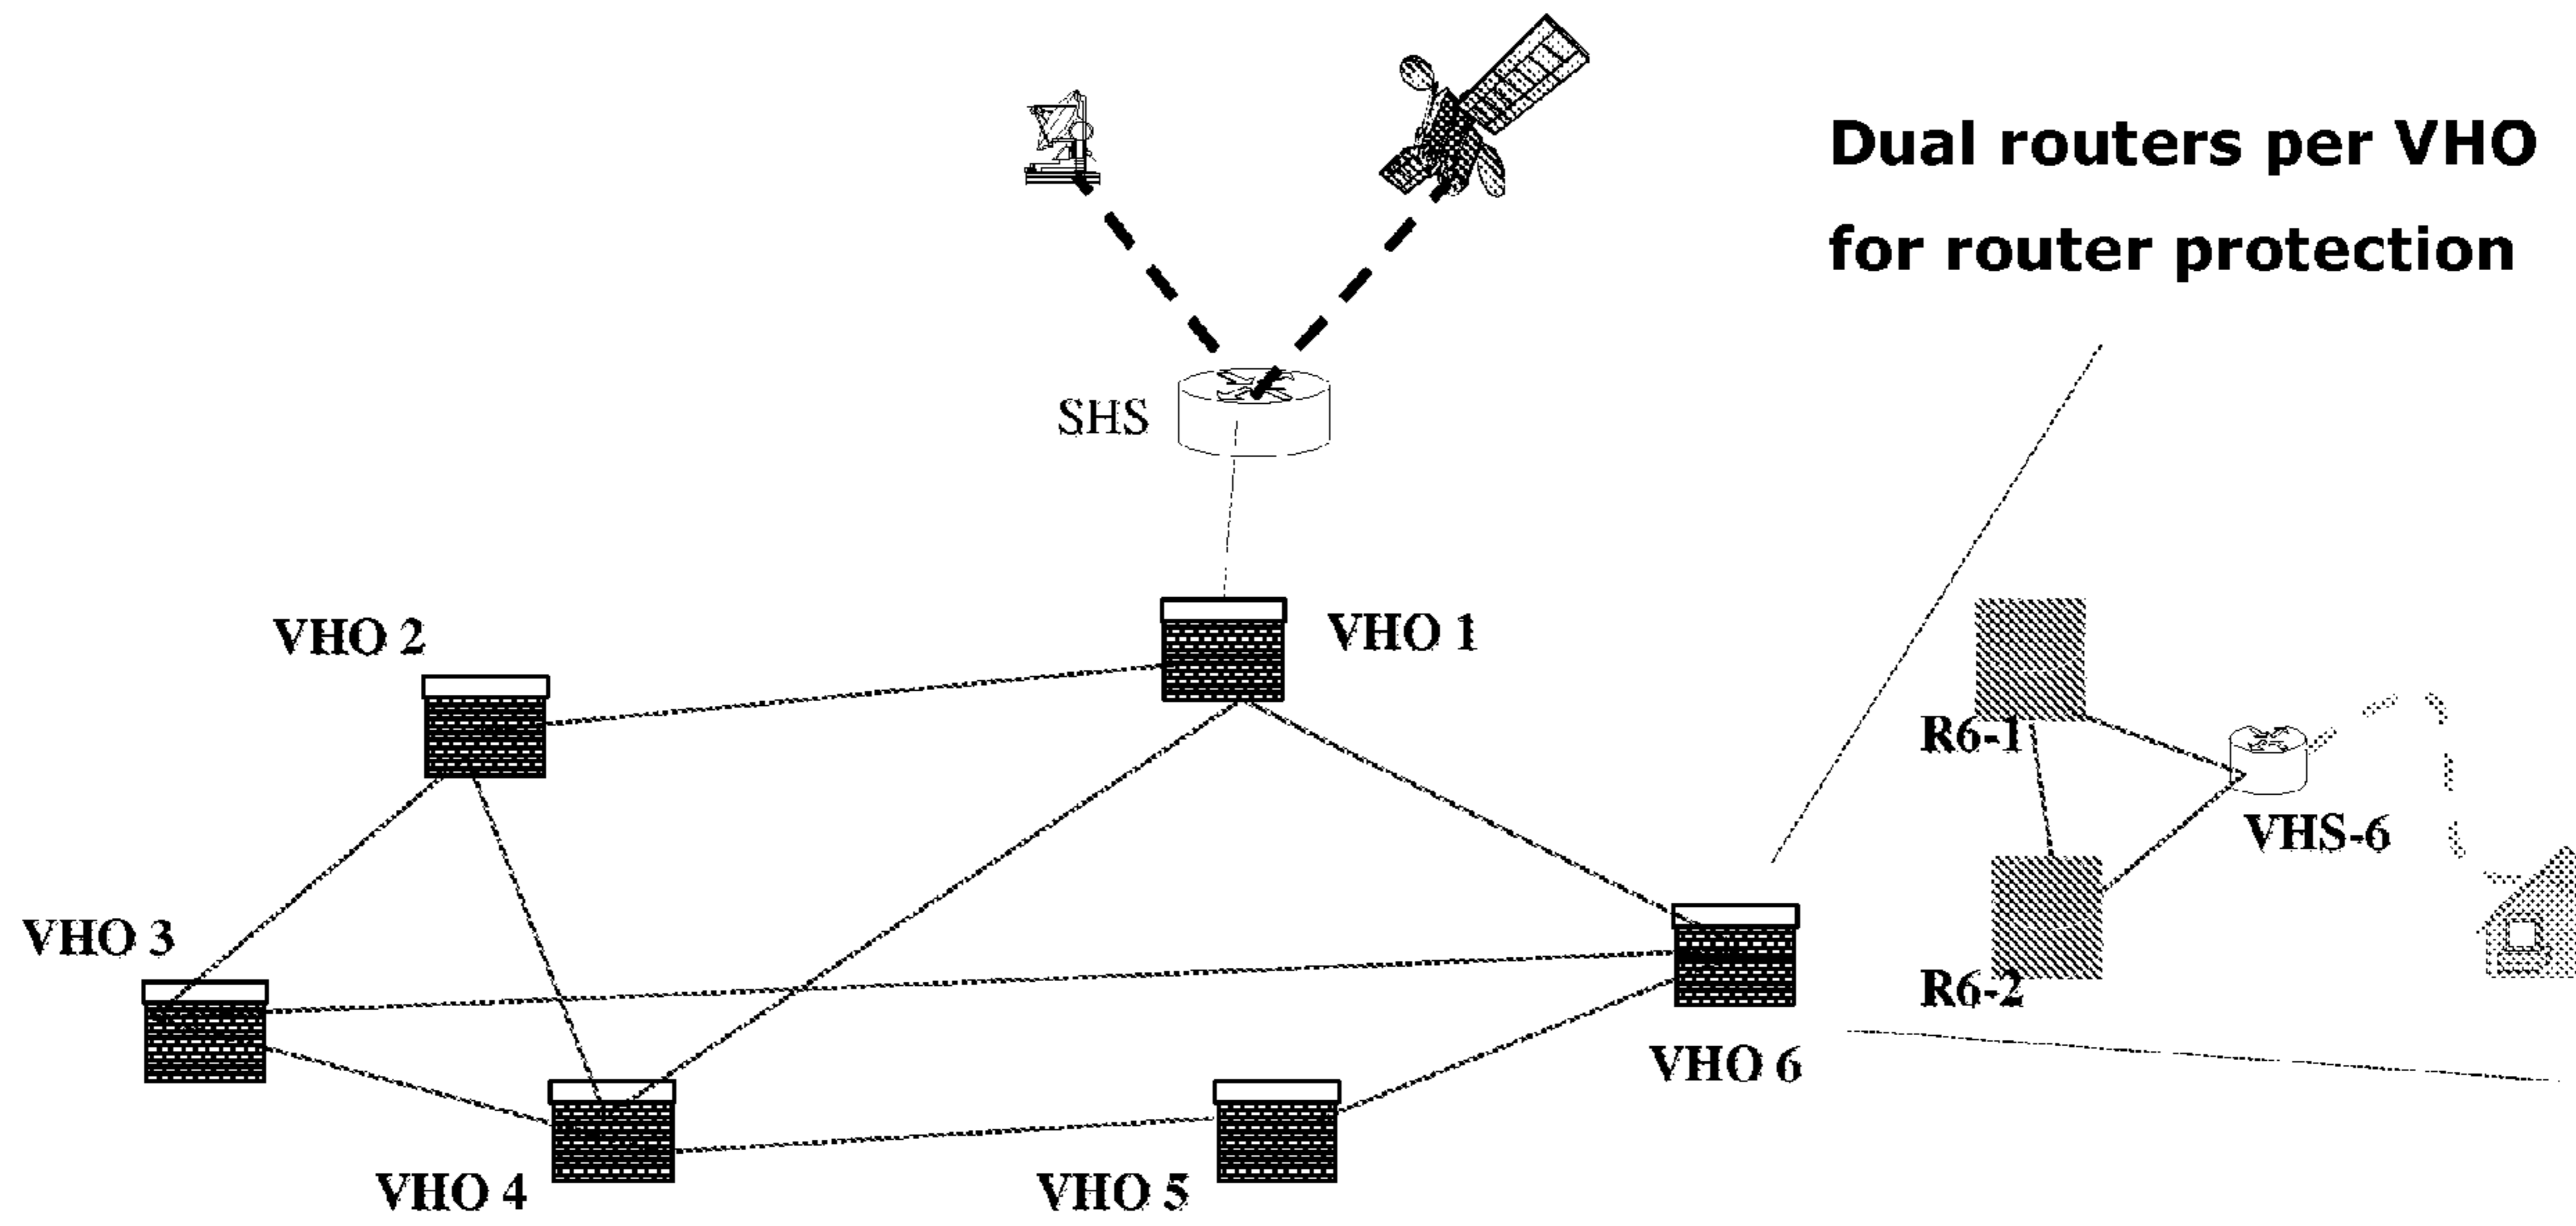 Dual routers per VHO
for router protection
SHS
VHO 2
VHO 1
R6-1
VHS-6
VHO 3
R6-2
VHO 6
VHO 4
VHO 5